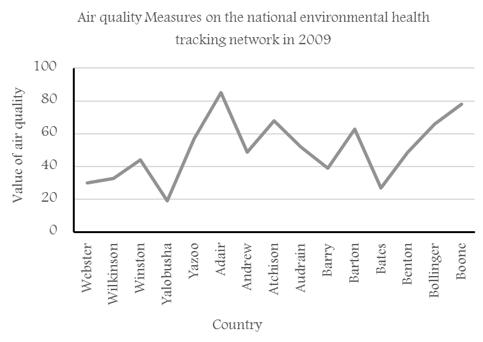 Air quality Measures on the national environmental health
tracking network in 2009
100
80
60
40
20
0
Value of air quality
Webster
Wilkinson
Winston
Yalobusha
Yazoo
Adair
Andrew
Atchison
Audrain
Barry
Barton
Bates
Benton
Bollinger
Boone
Country